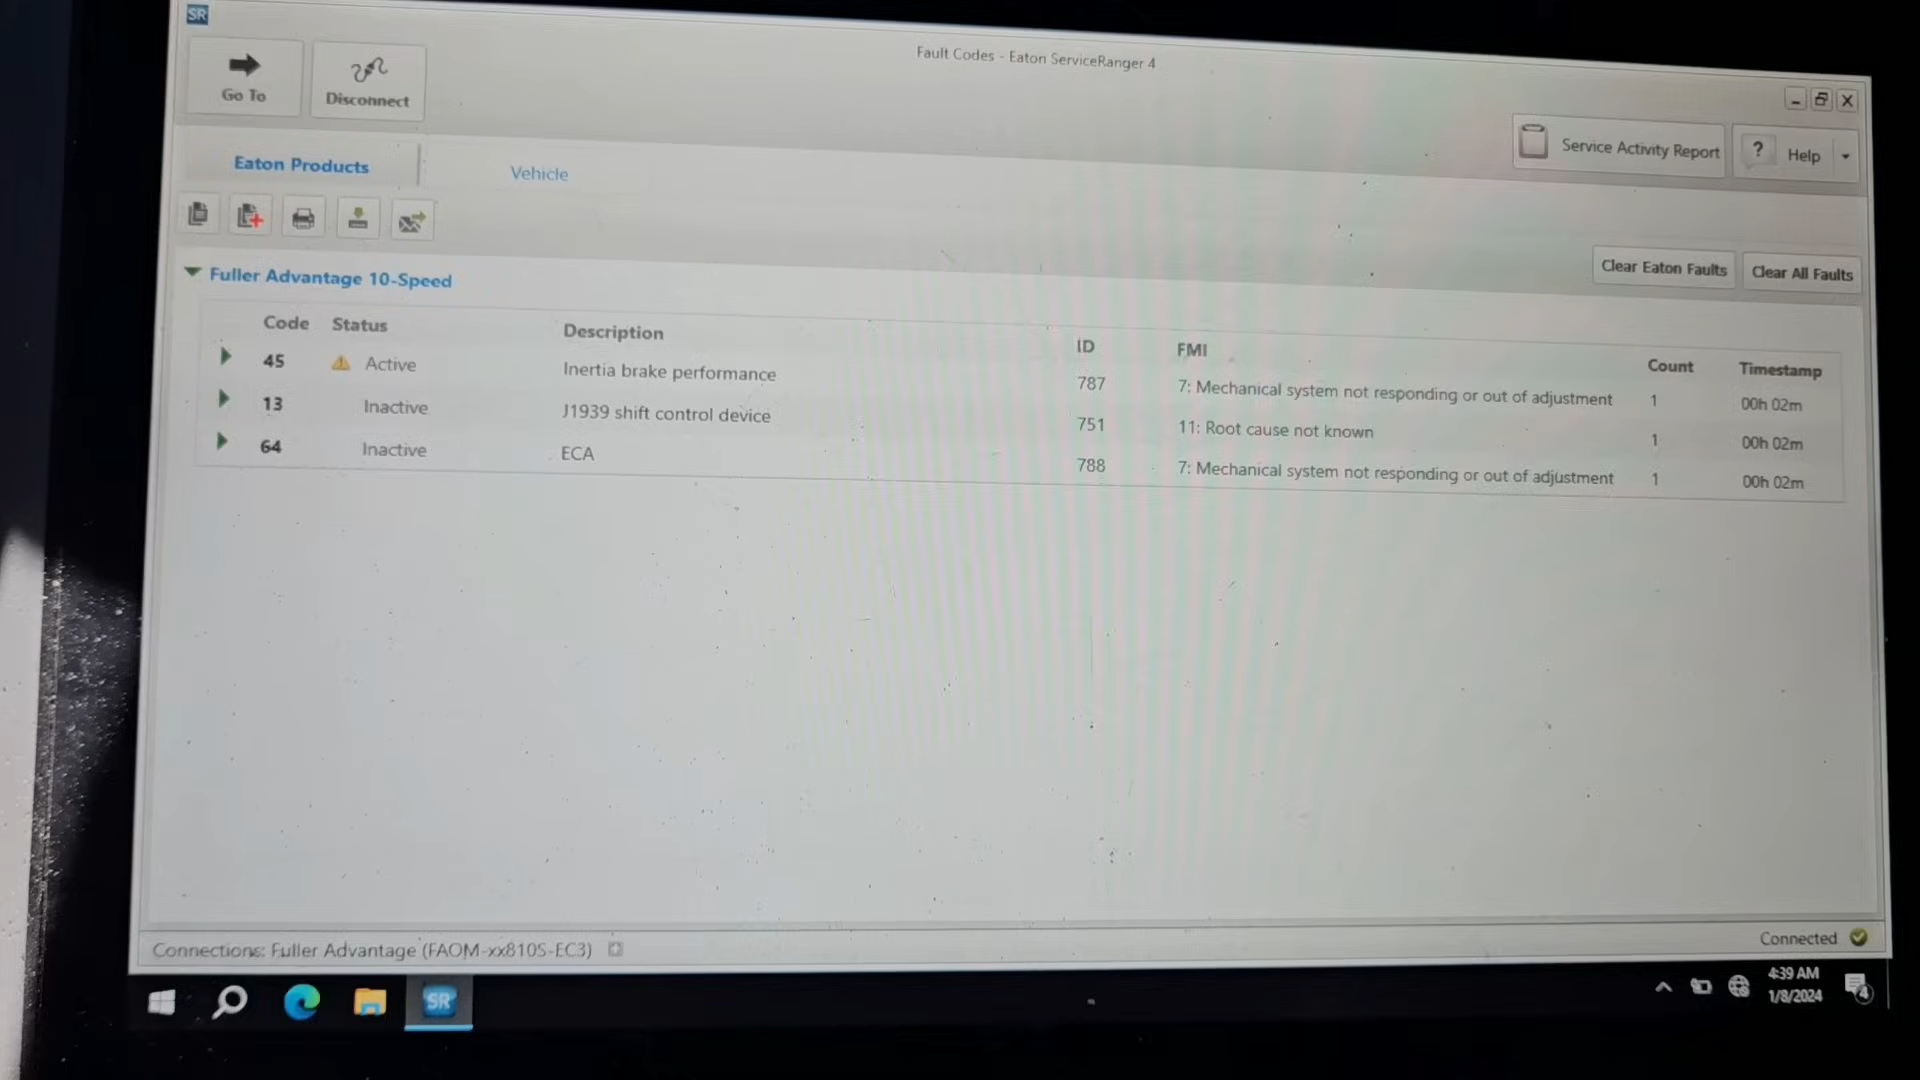 SR
Fault Codes - Eaton ServiceRanger 4
Go To
Disconnect
Service Activity Report
? Help
Eaton Products
Vehicle
Clear Eaton Faults
Clear All Faults
Fuller Advantage 10-Speed
Code Status Description ID FMI Count Timestamp
45 Active Inertia brake performance 787 7: Mechanical system not responding or out of adjustment 1 00h 02m
13 Inactive J1939 shift control device 751 11: Root cause not known 1 00h 02m
64 Inactive ECA 788 7: Mechanical system not responding or out of adjustment 1 00h 02m
Connections: Fuller Advantage (FAOM-xx810S-EC3)
Connected
SR
4:39 AM
1/8/2024
4